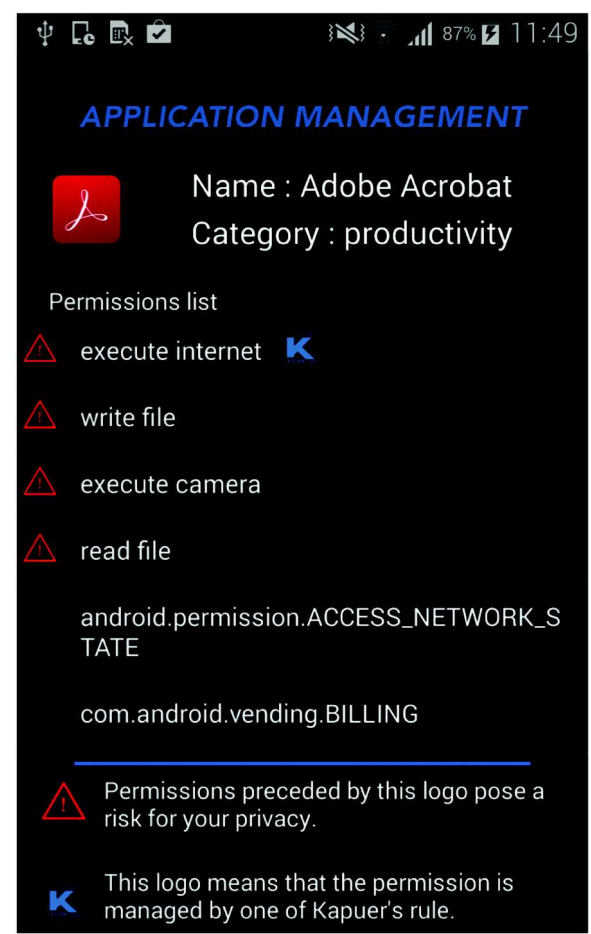 87% 11:49
APPLICATION MANAGEMENT
Name : Adobe Acrobat
Category : productivity
Permissions list
execute internet K
write file
execute camera
read file
android.permission.ACCESS_NETWORK_S
TATE
com.android.vending.BILLING
Permissions preceded by this logo pose a
risk for your privacy.
This logo means that the permission is
K managed by one of Kapuer's rule.